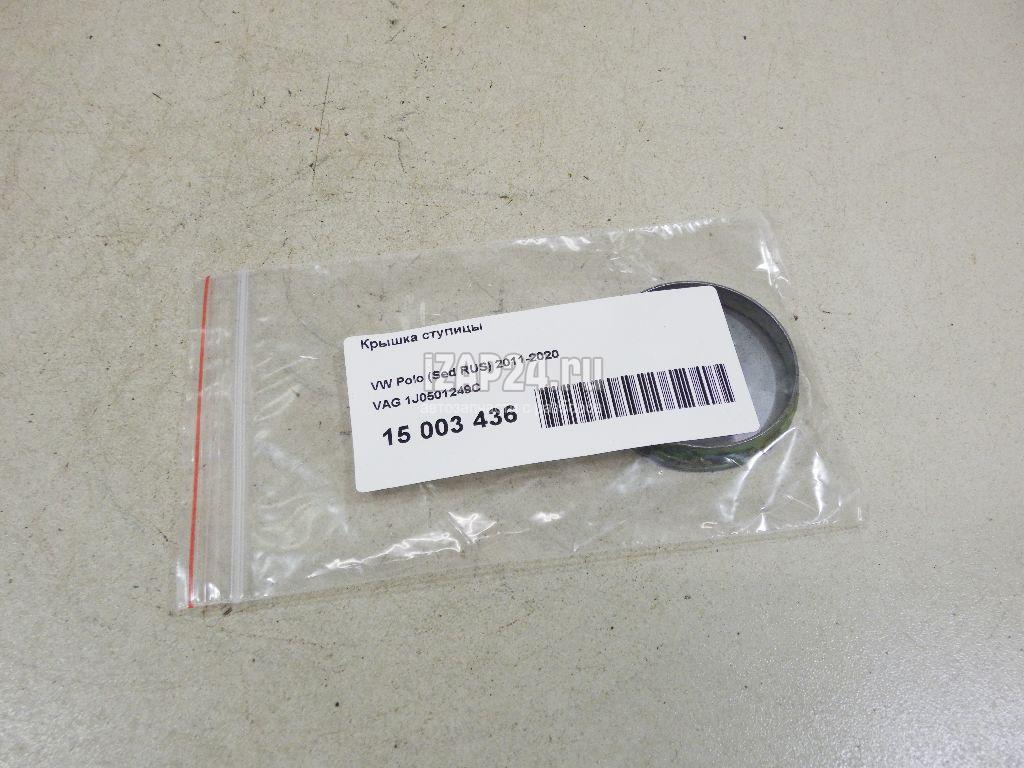 Крышка ступицы
VW Polo (Sed RUS) 2011-2020
VAG 1J0501249C
15 003 436
iZAP24.ru